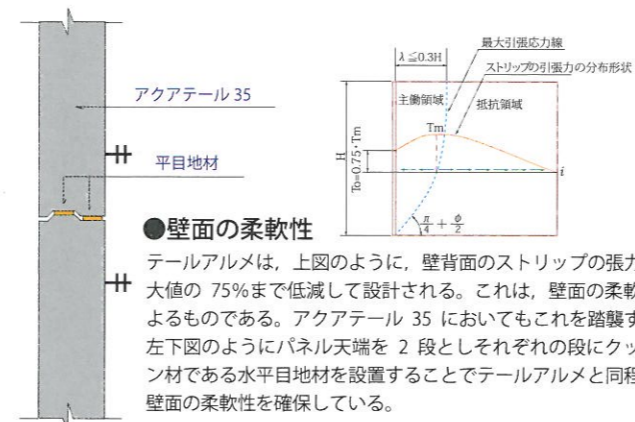 アクアテール 35
平目地材
最大引張応力線
λ≦0.3H
ストリップの引張力の分布形状
主働領域
抵抗領域
Tm
H
To=0.75・Tm
i
π/4 + φ/2
●壁面の柔軟性
テールアルメは，上図のように，壁背面のストリップの張力
大値の 75%まで低減して設計される。これは，壁面の柔軟
よるものである。アクアテール 35 においてもこれを踏襲す
左下図のようにパネル天端を 2 段としそれぞれの段にクッ
ン材である水平目地材を設置することでテールアルメと同程
壁面の柔軟性を確保している。